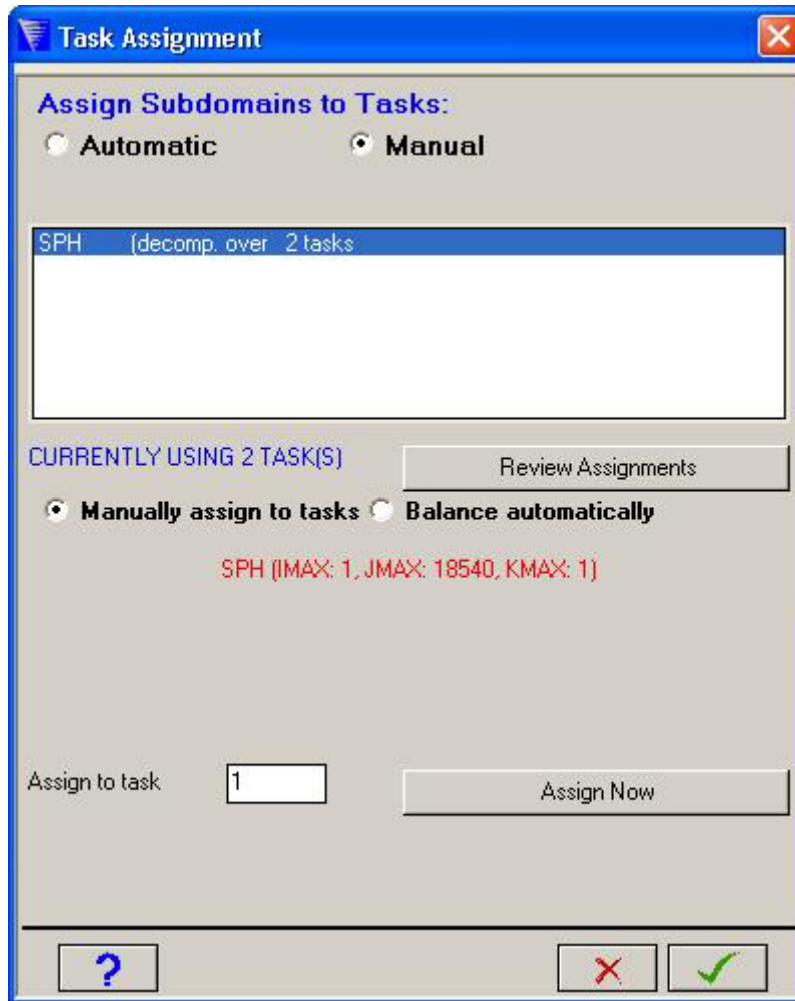 Task Assignment
Assign Subdomains to Tasks:
Automatic Manual
SPH (decomp. over 2 tasks
CURRENTLY USING 2 TASK(S) Review Assignments
Manually assign to tasks Balance automatically
SPH (IMAX: 1, JMAX: 18540, KMAX: 1)
Assign to task 1 Assign Now
?